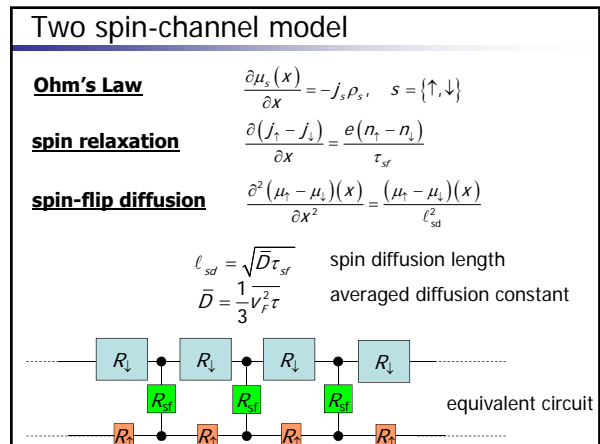 Two spin-channel model
Ohm's Law ∂μ_s(x)/∂x = -j_s ρ_s, s = {↑,↓}
spin relaxation ∂(j_↑ - j_↓)/∂x = e(n_↑ - n_↓)/τ_sf
spin-flip diffusion ∂²(μ_↑ - μ_↓)(x)/∂x² = (μ_↑ - μ_↓)(x)/ℓ²_sd
ℓ_sd = √(D̅τ_sf) spin diffusion length
D̅ = 1/3 \overline{v_F²τ} averaged diffusion constant
R_↓ R_↓ R_↓ R_↓
R_sf R_sf R_sf equivalent circuit
R_↑ R_↑ R_↑ R_↑